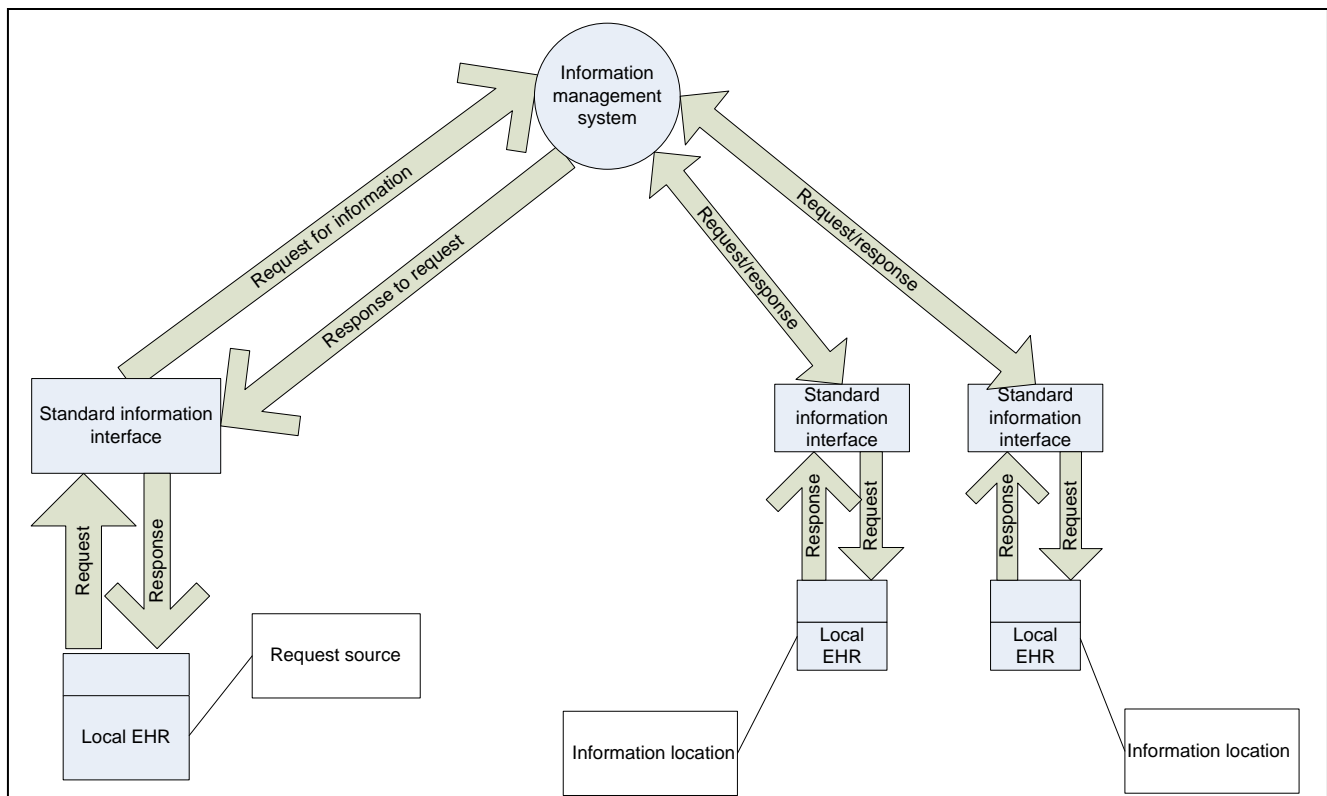 Information
management
system
Request for information
Response to request
Request/response
Request/response
Standard information
interface
Standard
information
interface
Standard
information
interface
Request
Response
Response
Request
Response
Request
Local EHR
Request source
Local
EHR
Local
EHR
Information location
Information location